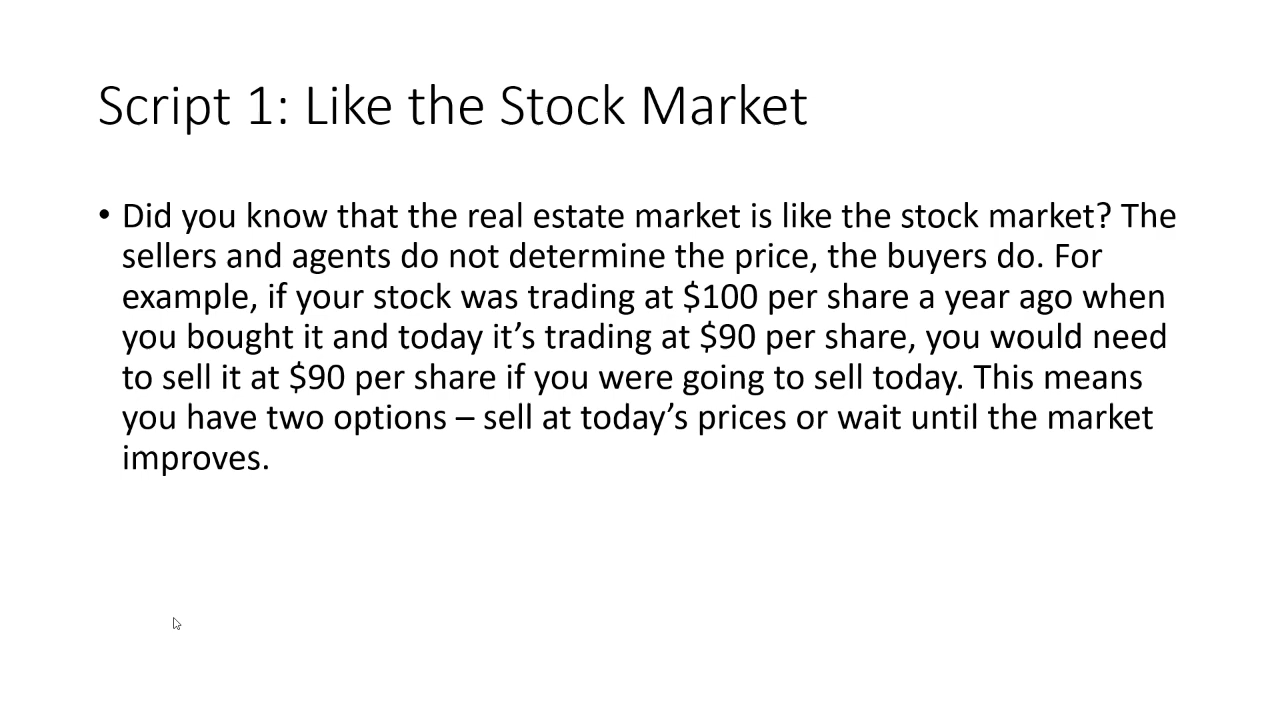 Script 1: Like the Stock Market
• Did you know that the real estate market is like the stock market? The
sellers and agents do not determine the price, the buyers do. For
example, if your stock was trading at $100 per share a year ago when
you bought it and today it’s trading at $90 per share, you would need
to sell it at $90 per share if you were going to sell today. This means
you have two options – sell at today’s prices or wait until the market
improves.